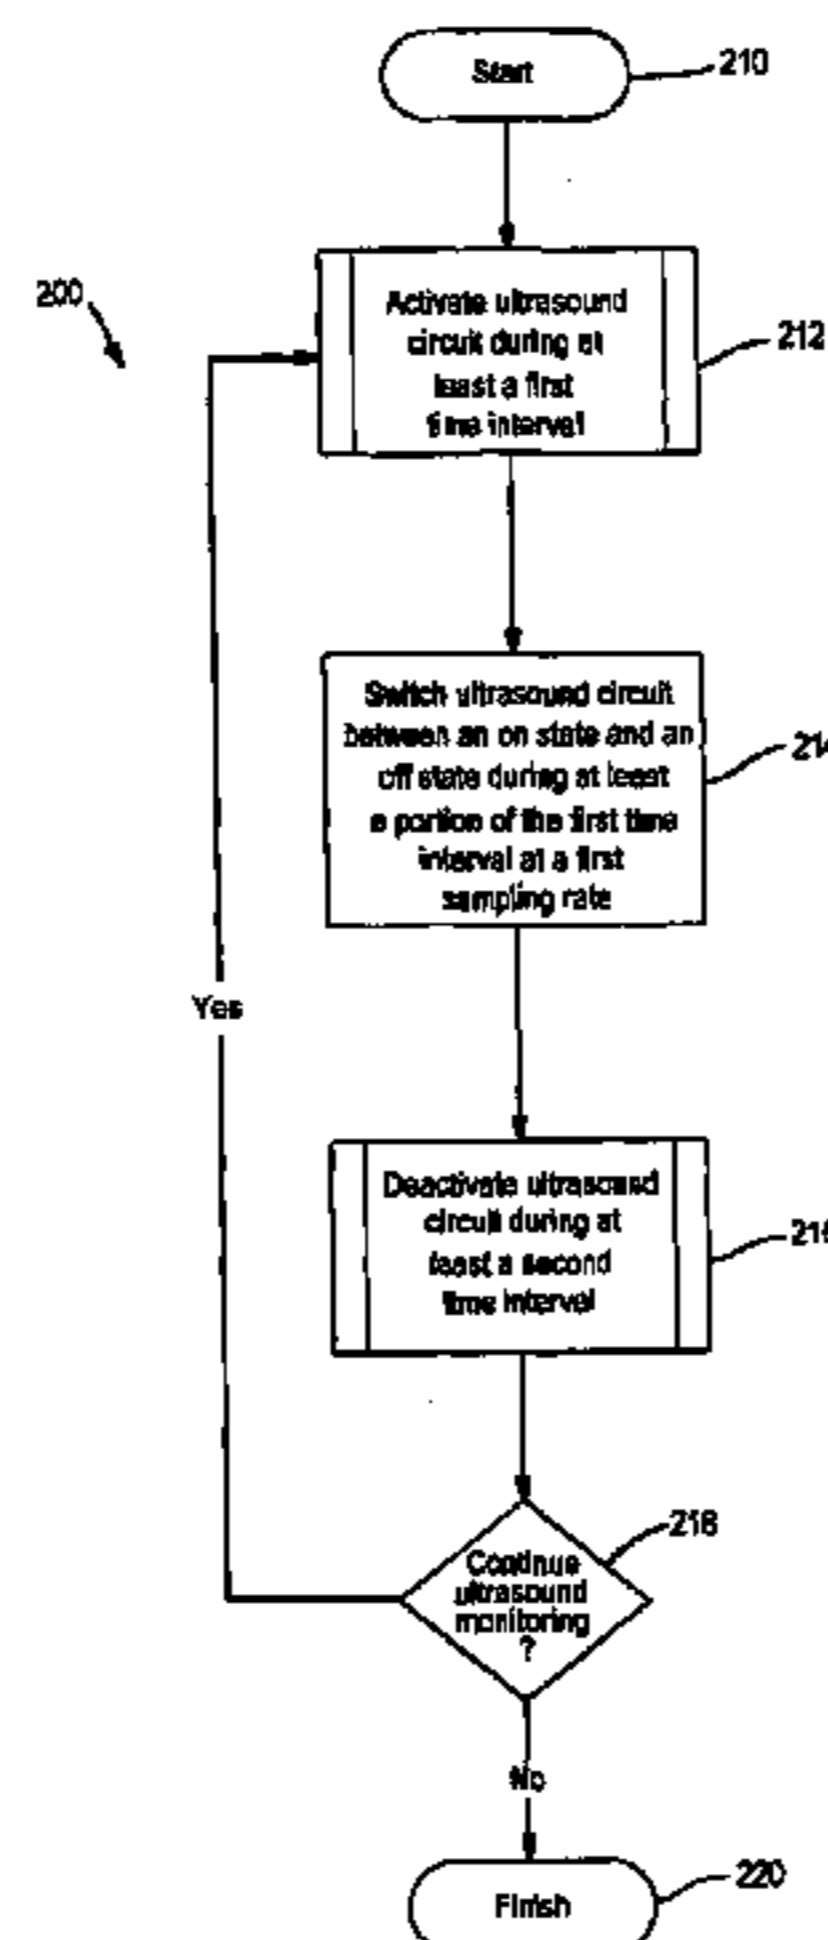 Start
210
200
Activate ultrasound
circuit during at
least a first
time interval
212
Switch ultrasound circuit
between an on state and an
off state during at least
a portion of the first time
interval at a first
sampling rate
214
Yes
Deactivate ultrasound
circuit during at
least a second
time interval
216
218
Continue
ultrasound
monitoring
?
No
220
Finish